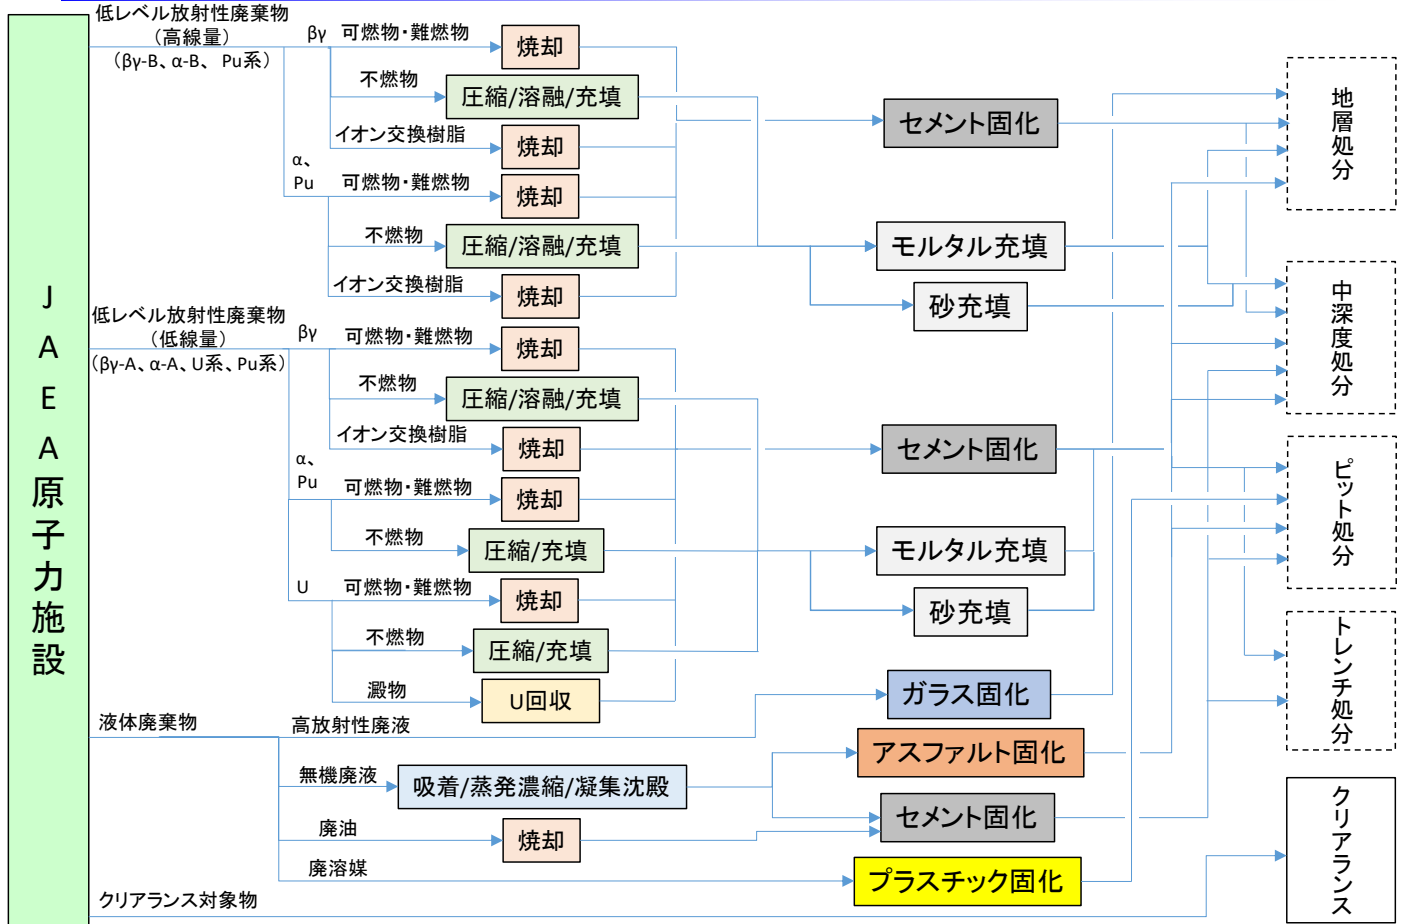 JAEA原子力施設
低レベル放射性廃棄物
（高線量）
（βγ-B、α-B、 Pu系）
βγ
可燃物・難燃物
焼却
不燃物
圧縮/溶融/充填
イオン交換樹脂
焼却
α、
Pu
可燃物・難燃物
焼却
不燃物
圧縮/溶融/充填
イオン交換樹脂
焼却
セメント固化
モルタル充填
砂充填
低レベル放射性廃棄物
（低線量）
（βγ-A、α-A、U系、Pu系）
βγ
可燃物・難燃物
焼却
不燃物
圧縮/溶融/充填
イオン交換樹脂
焼却
α、
Pu
可燃物・難燃物
焼却
不燃物
圧縮/充填
U
可燃物・難燃物
焼却
不燃物
圧縮/充填
澱物
U回収
セメント固化
モルタル充填
砂充填
液体廃棄物
高放射性廃液
ガラス固化
無機廃液
吸着/蒸発濃縮/凝集沈殿
アスファルト固化
セメント固化
廃油
焼却
廃溶媒
プラスチック固化
クリアランス対象物
地層処分
中深度処分
ピット処分
トレンチ処分
クリアランス